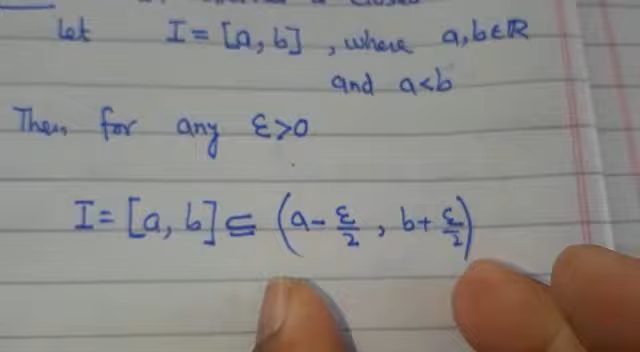 Let I = [a, b] , where a, b ∈ ℝ
and a < b
Then for any ε > 0
I = [a, b] ⊆ (a - ε/2 , b + ε/2)